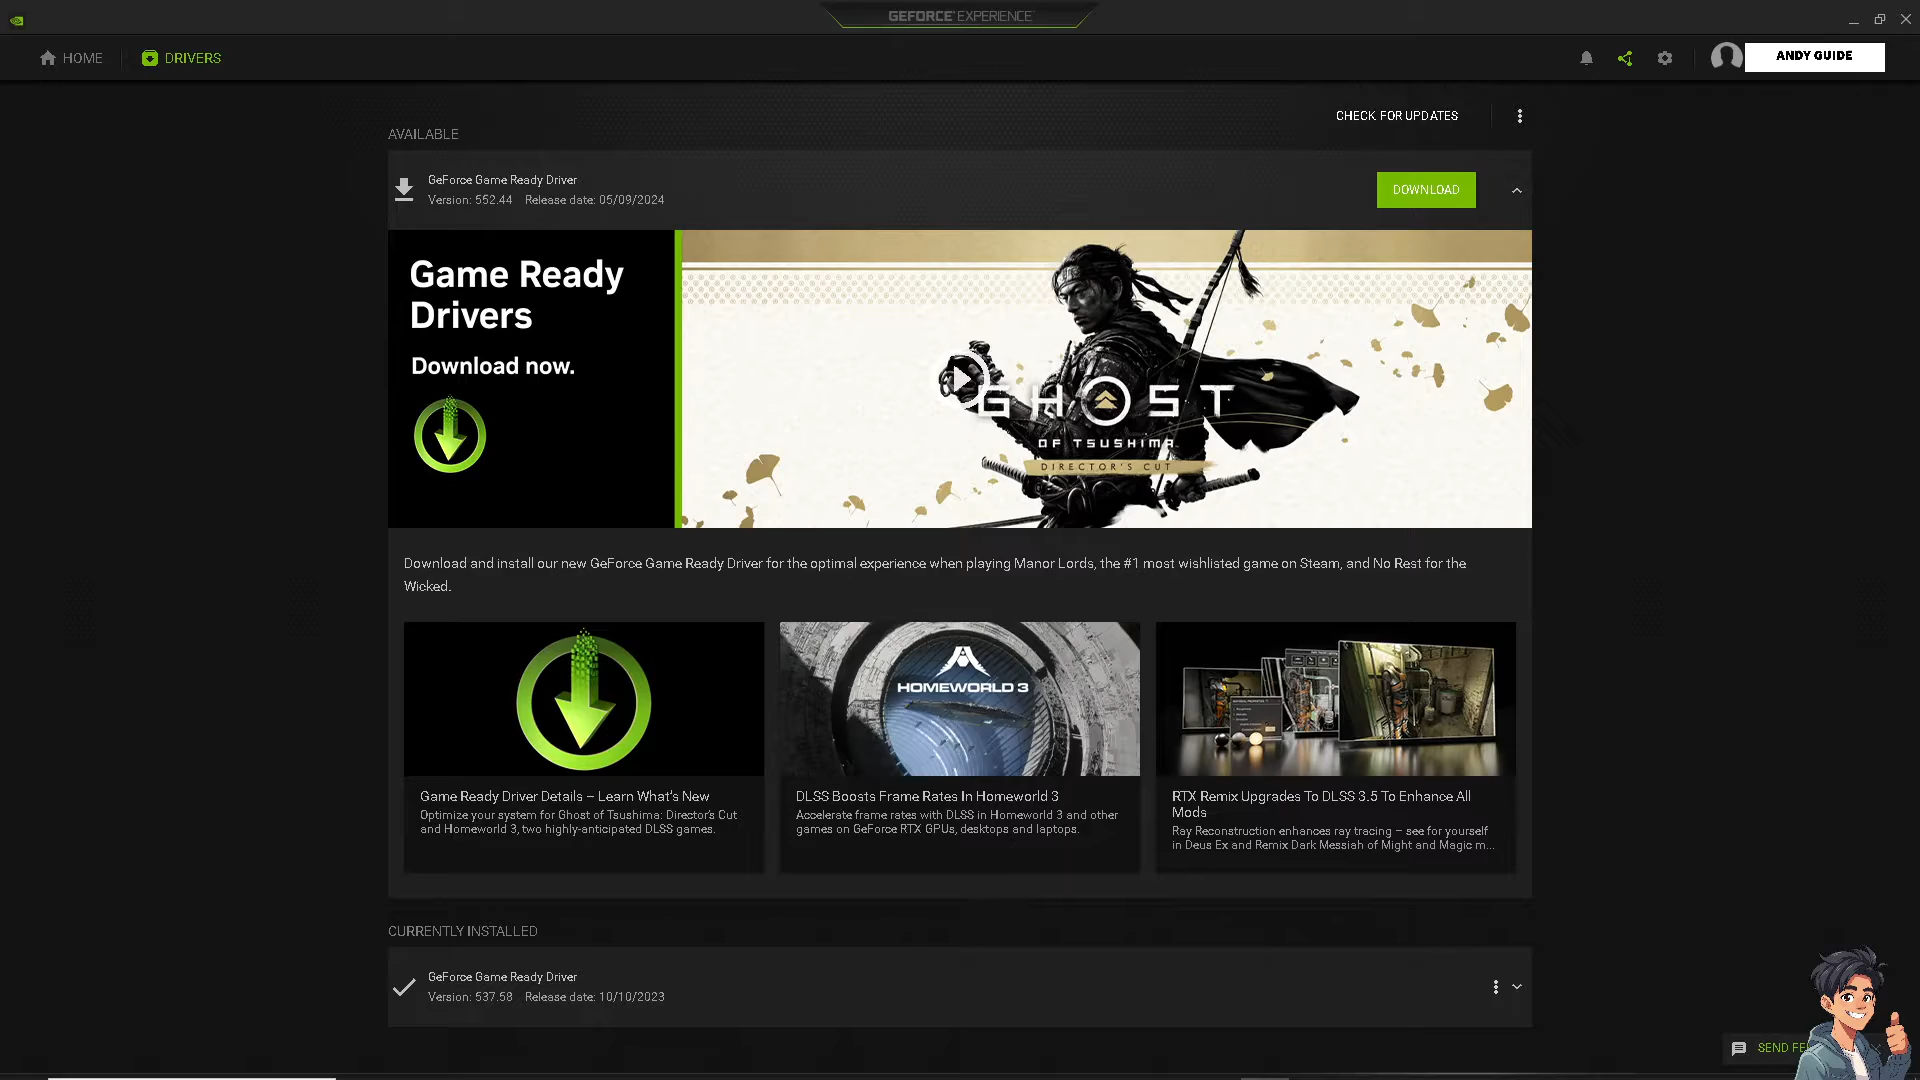 GEFORCE EXPERIENCE
HOME
DRIVERS
ANDY GUIDE
CHECK FOR UPDATES
AVAILABLE
GeForce Game Ready Driver
Version: 552.44 Release date: 05/09/2024
DOWNLOAD
Game Ready
Drivers
Download now.
GHOST
OF TSUSHIMA
DIRECTOR'S CUT
Download and install our new GeForce Game Ready Driver for the optimal experience when playing Manor Lords, the #1 most wishlisted game on Steam, and No Rest for the
Wicked.
HOMEWORLD 3
Game Ready Driver Details – Learn What's New
Optimize your system for Ghost of Tsushima: Director's Cut
and Homeworld 3, two highly-anticipated DLSS games.
DLSS Boosts Frame Rates In Homeworld 3
Accelerate frame rates with DLSS in Homeworld 3 and other
games on GeForce RTX GPUs, desktops and laptops.
RTX Remix Upgrades To DLSS 3.5 To Enhance All
Mods
Ray Reconstruction enhances ray tracing – see for yourself
in Deus Ex and Remix Dark Messiah of Might and Magic m...
CURRENTLY INSTALLED
GeForce Game Ready Driver
Version: 537.58 Release date: 10/10/2023
SEND